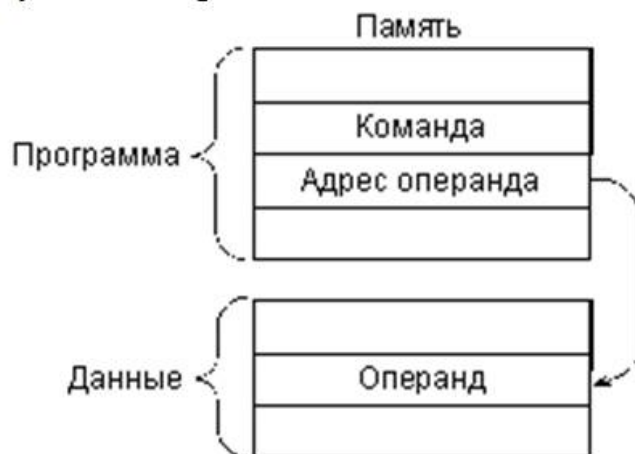 Память
Команда
Программа
Адрес операнда
Данные
Операнд